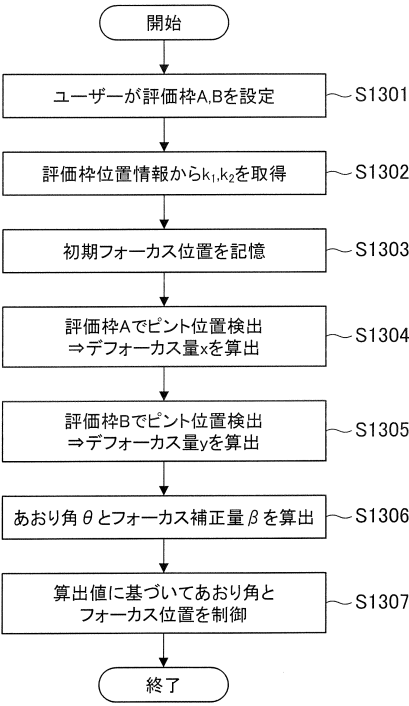 開始
ユーザーが評価枠A,Bを設定
S1301
評価枠位置情報からk1,k2を取得
S1302
初期フォーカス位置を記憶
S1303
評価枠Aでピント位置検出
⇒デフォーカス量xを算出
S1304
評価枠Bでピント位置検出
⇒デフォーカス量yを算出
S1305
あおり角θとフォーカス補正量βを算出
S1306
算出値に基づいてあおり角と
フォーカス位置を制御
S1307
終了